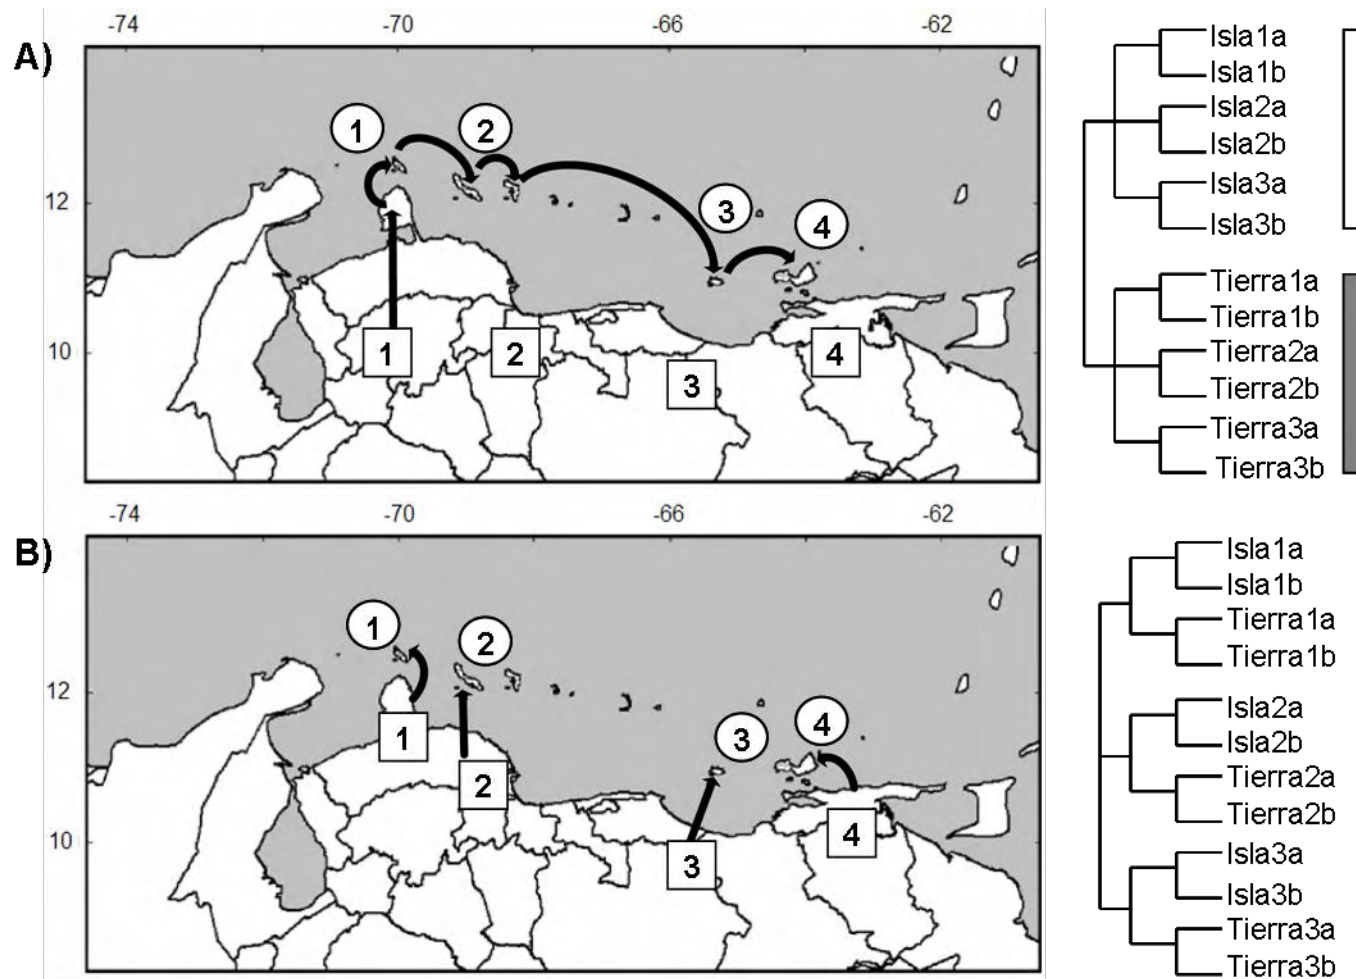 -74 -70 -66 -62
A)
12
10
1 2 3 4
1 2 3 4
Isla1a
Isla1b
Isla2a
Isla2b
Isla3a
Isla3b
Tierra1a
Tierra1b
Tierra2a
Tierra2b
Tierra3a
Tierra3b
-74 -70 -66 -62
B)
12
10
1 2 3 4
1 2 3 4
Isla1a
Isla1b
Tierra1a
Tierra1b
Isla2a
Isla2b
Tierra2a
Tierra2b
Isla3a
Isla3b
Tierra3a
Tierra3b